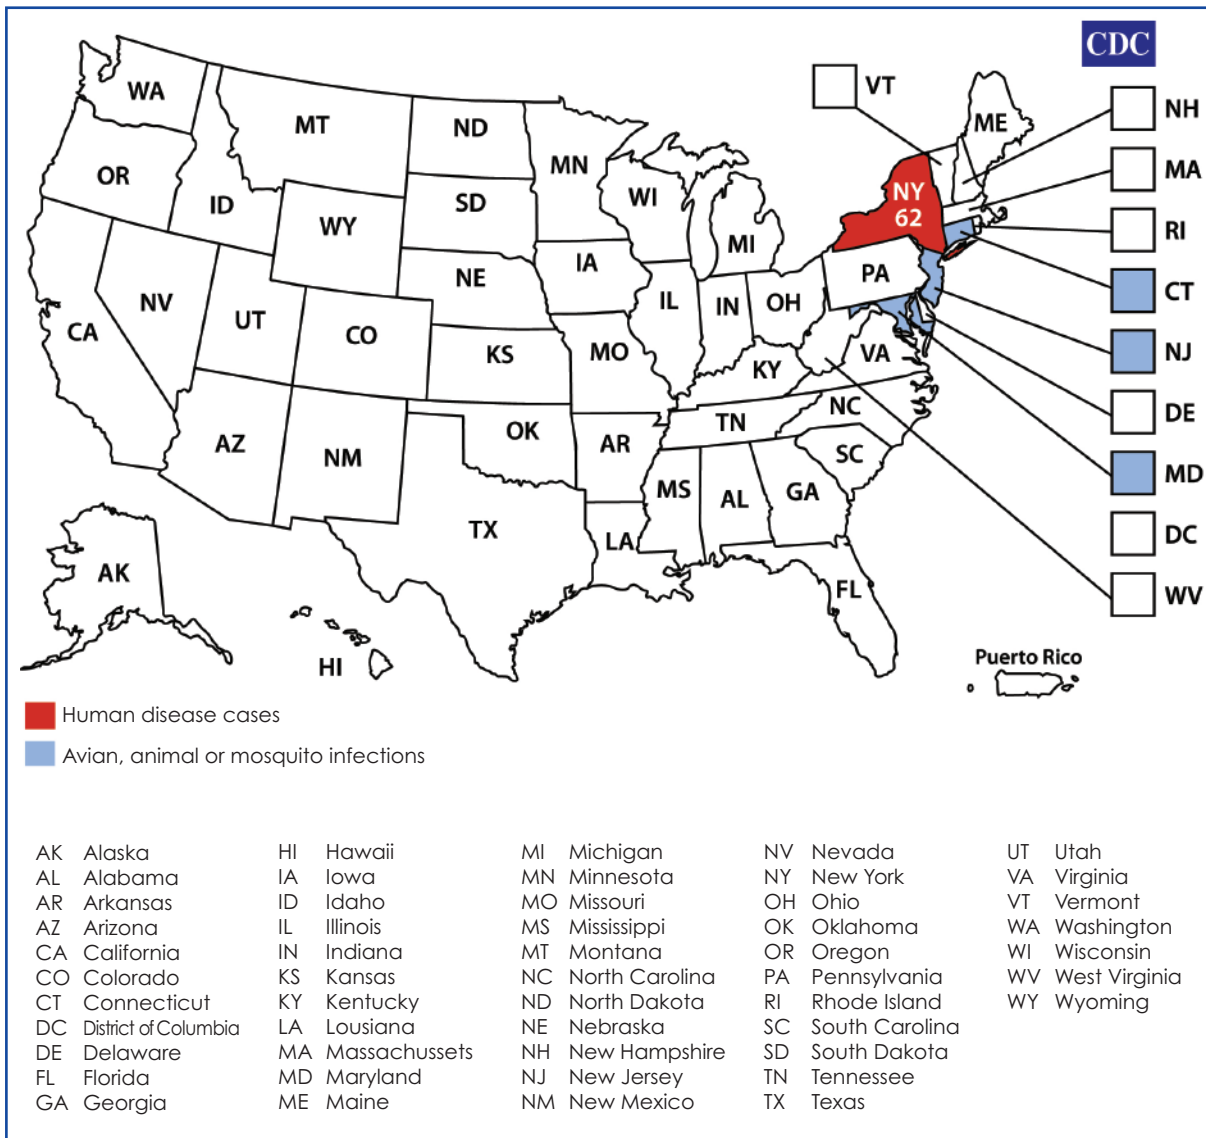 CDC
WA
MT
ND
MN
VT
ME
NH
MA
RI
CT
NJ
DE
MD
DC
WV
OR
ID
WY
SD
WI
MI
NY
62
NV
UT
CO
NE
IA
IL
IN
OH
PA
CA
KS
MO
KY
VA
AZ
NM
OK
AR
TN
NC
SC
TX
LA
MS
AL
GA
FL
AK
HI
Puerto Rico
Human disease cases
Avian, animal or mosquito infections
AK Alaska
AL Alabama
AR Arkansas
AZ Arizona
CA California
CO Colorado
CT Connecticut
DC District of Columbia
DE Delaware
FL Florida
GA Georgia
HI Hawaii
IA Iowa
ID Idaho
IL Illinois
IN Indiana
KS Kansas
KY Kentucky
LA Lousiana
MA Massachussets
MD Maryland
ME Maine
MI Michigan
MN Minnesota
MO Missouri
MS Mississippi
MT Montana
NC North Carolina
ND North Dakota
NE Nebraska
NH New Hampshire
NJ New Jersey
NM New Mexico
NV Nevada
NY New York
OH Ohio
OK Oklahoma
OR Oregon
PA Pennsylvania
RI Rhode Island
SC South Carolina
SD South Dakota
TN Tennessee
TX Texas
UT Utah
VA Virginia
VT Vermont
WA Washington
WI Wisconsin
WV West Virginia
WY Wyoming